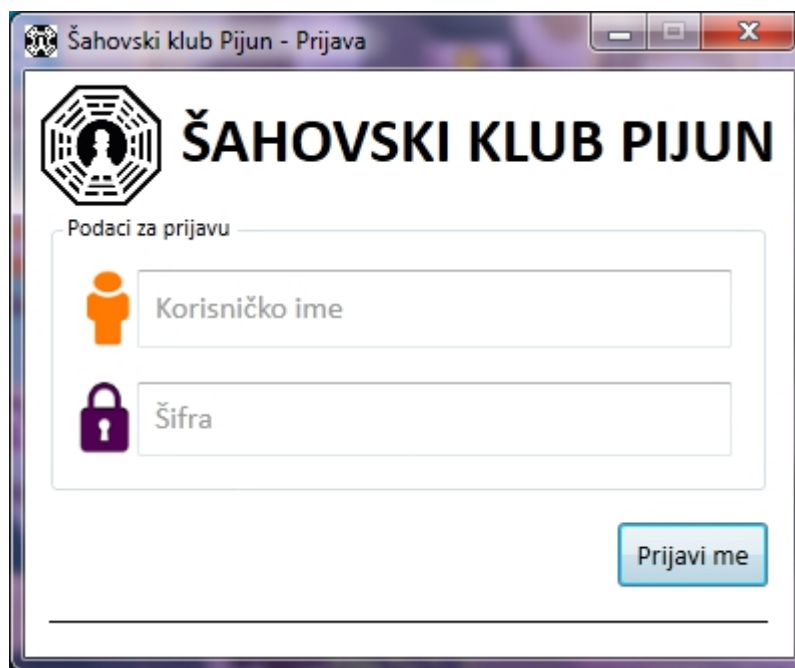 Šahovski klub Pijun - Prijava
ŠAHOVSKI KLUB PIJUN
Podaci za prijavu
Korisničko ime
Šifra
Prijavi me